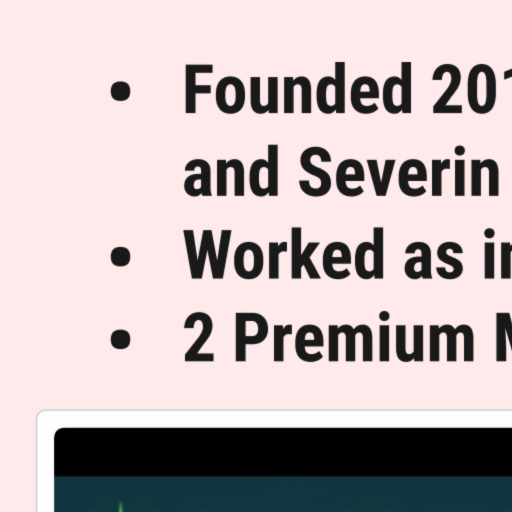 • Founded 201
and Severin
• Worked as
• 2 Premium